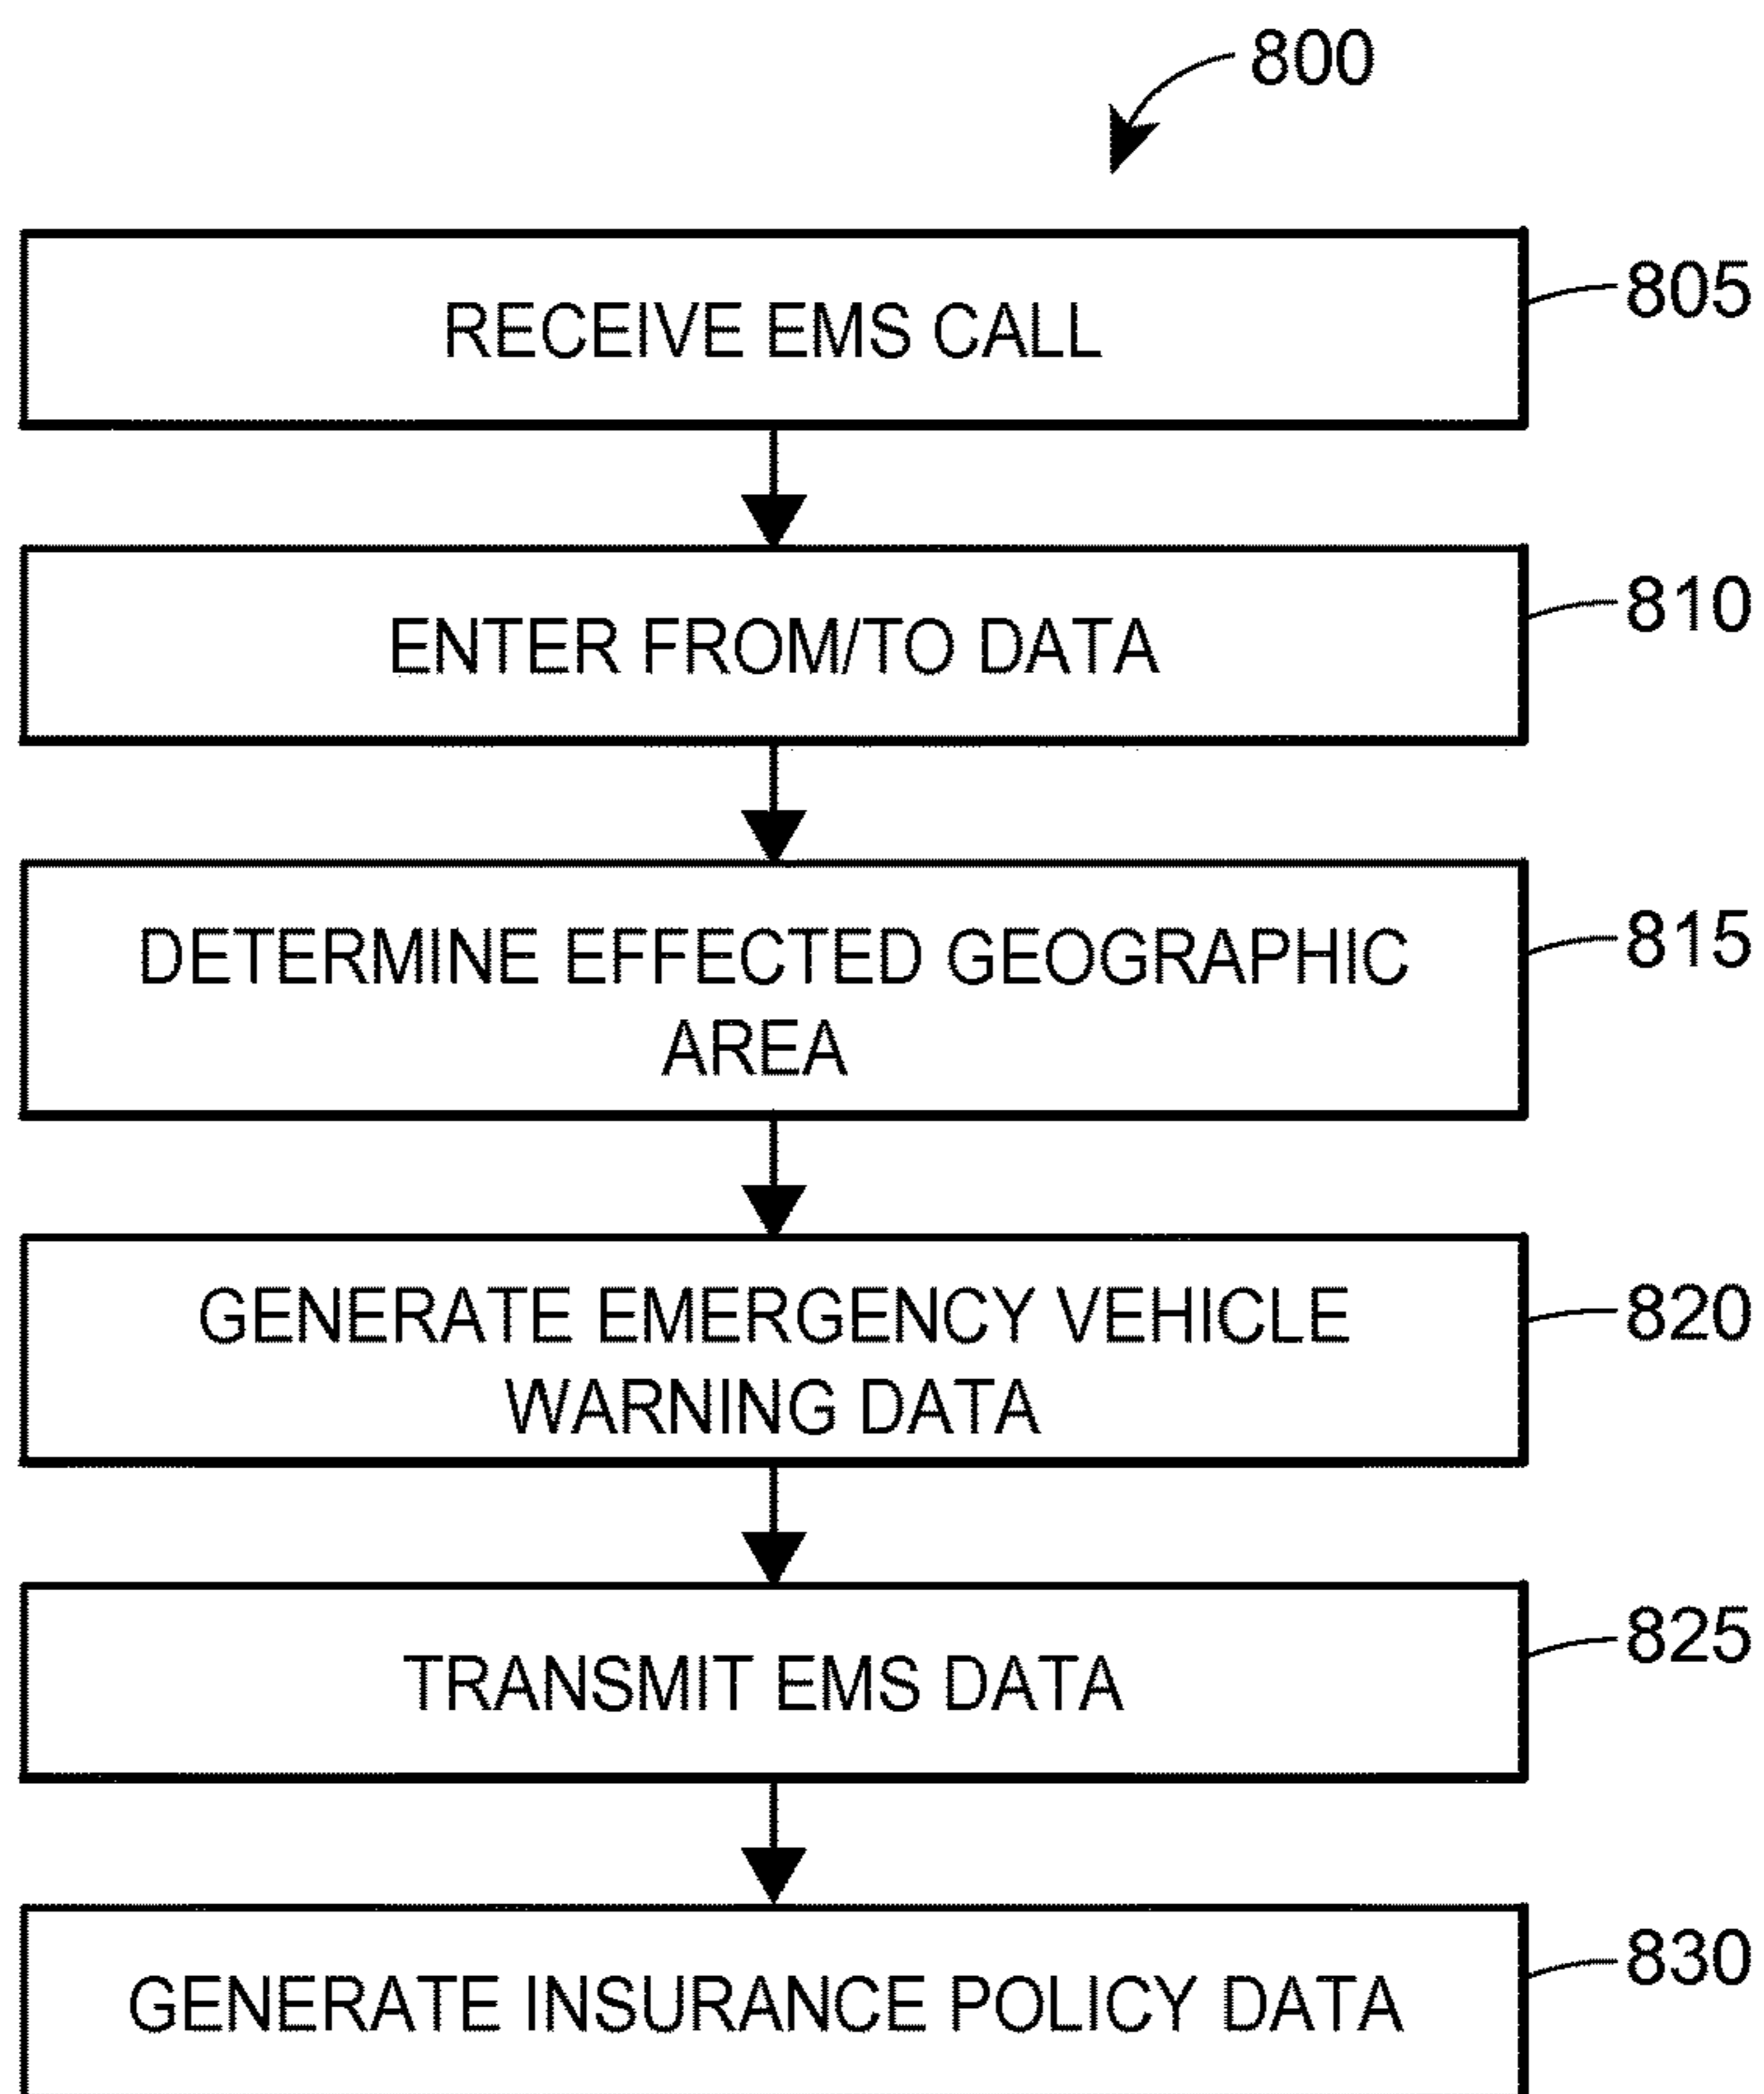 800
RECEIVE EMS CALL
805
ENTER FROM/TO DATA
810
DETERMINE EFFECTED GEOGRAPHIC
AREA
815
GENERATE EMERGENCY VEHICLE
WARNING DATA
820
TRANSMIT EMS DATA
825
GENERATE INSURANCE POLICY DATA
830